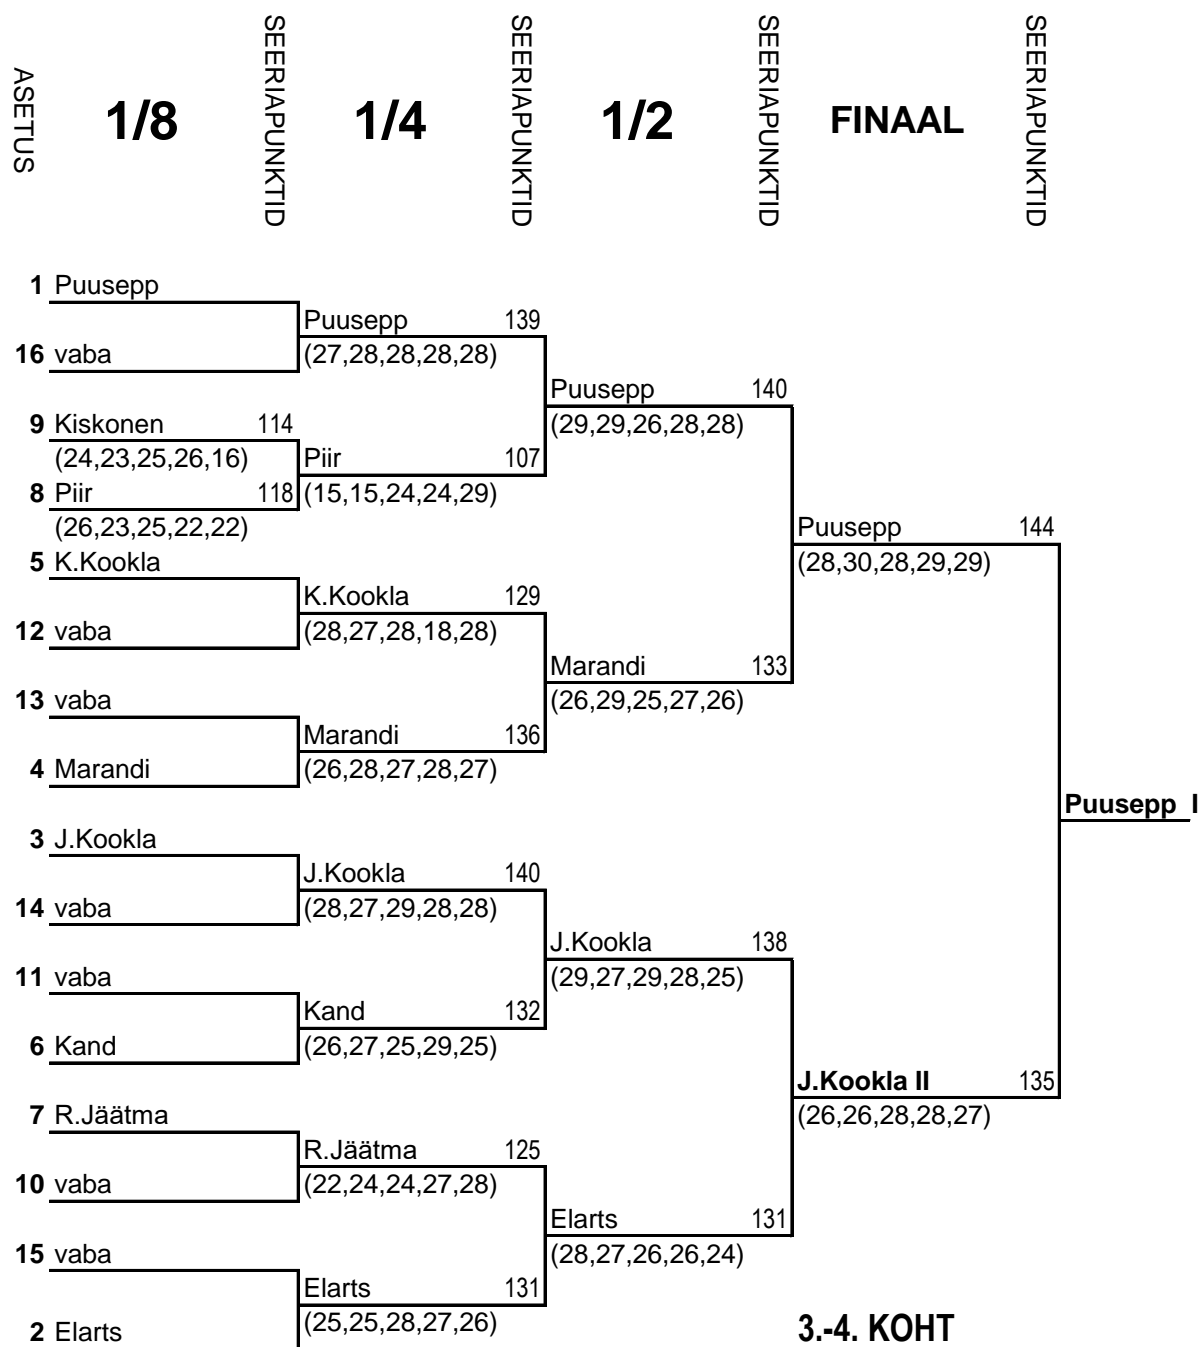 ASETUS
1/8
SEERIAPUNKTID
1/4
SEERIAPUNKTID
1/2
SEERIAPUNKTID
FINAAL
SEERIAPUNKTID
1 Puusepp
Puusepp 139
16 vaba
(27,28,28,28,28)
Puusepp 140
9 Kiskonen 114
(29,29,26,28,28)
(24,23,25,26,16)
Piir 107
8 Piir 118
(15,15,24,24,29)
(26,23,25,22,22)
Puusepp 144
5 K.Kookla
(28,30,28,29,29)
K.Kookla 129
12 vaba
(28,27,28,18,28)
Marandi 133
13 vaba
(26,29,25,27,26)
Marandi 136
4 Marandi
(26,28,27,28,27)
Puusepp I
3 J.Kookla
J.Kookla 140
14 vaba
(28,27,29,28,28)
J.Kookla 138
11 vaba
(29,27,29,28,25)
Kand 132
6 Kand
(26,27,25,29,25)
J.Kookla II 135
7 R.Jäätma
(26,26,28,28,27)
R.Jäätma 125
10 vaba
(22,24,24,27,28)
Elarts 131
15 vaba
(28,27,26,26,24)
Elarts 131
2 Elarts
(25,25,28,27,26)
3.-4. KOHT